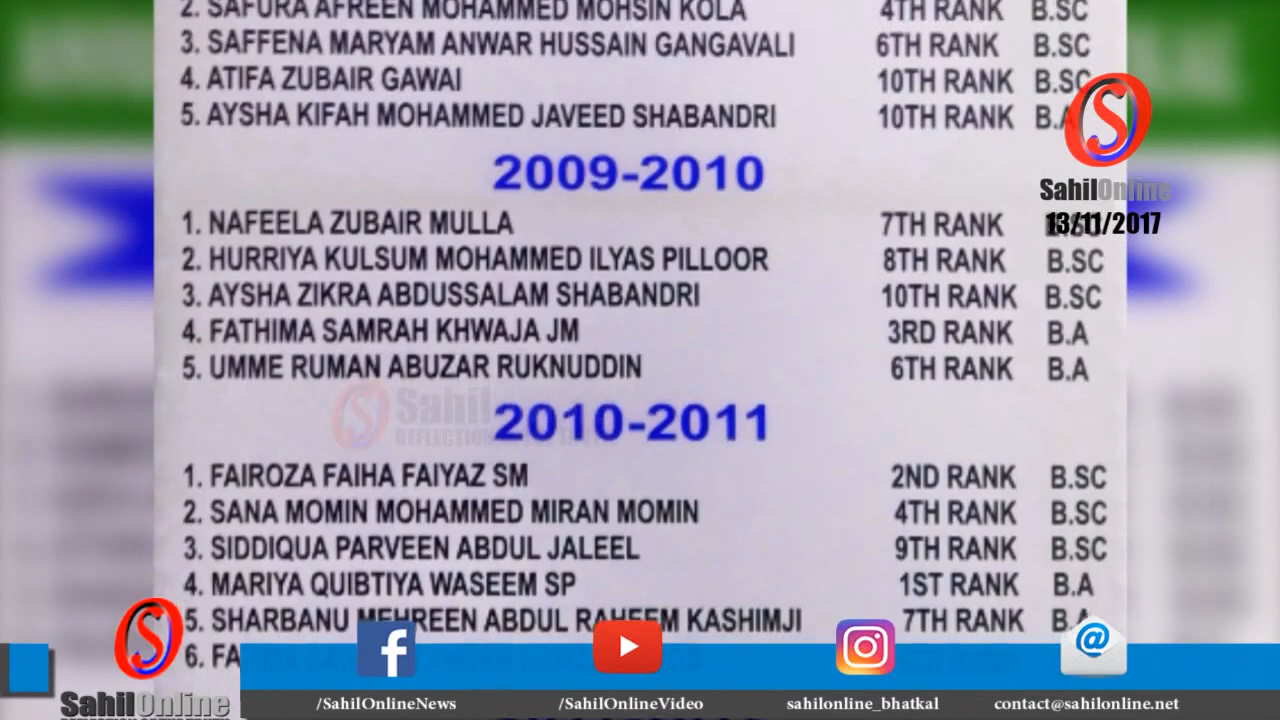 2. SAFURA AFREEN MOHAMMED MOHSIN KOLA 4TH RANK B.SC
3. SAFFENA MARYAM ANWAR HUSSAIN GANGAVALI 6TH RANK B.SC
4. ATIFA ZUBAIR GAWAI 10TH RANK B.SC
5. AYSHA KIFAH MOHAMMED JAVEED SHABANDRI 10TH RANK B.A
SahilOnline
13/11/2017
2009-2010
1. NAFEELA ZUBAIR MULLA 7TH RANK B.SC
2. HURRIYA KULSUM MOHAMMED ILYAS PILLOOR 8TH RANK B.SC
3. AYSHA ZIKRA ABDUSSALAM SHABANDRI 10TH RANK B.SC
4. FATHIMA SAMRAH KHWAJA JM 3RD RANK B.A
5. UMME RUMAN ABUZAR RUKNUDDIN 6TH RANK B.A
2010-2011
1. FAIROZA FAIHA FAIYAZ SM 2ND RANK B.SC
2. SANA MOMIN MOHAMMED MIRAN MOMIN 4TH RANK B.SC
3. SIDDIQUA PARVEEN ABDUL JALEEL 9TH RANK B.SC
4. MARIYA QUIBTIYA WASEEM SP 1ST RANK B.A
5. SHARBANU MEHREEN ABDUL RAHEEM KASHIMJI 7TH RANK B.A
6.
SahilOnline
/SahilOnlineNews /SahilOnlineVideo sahilonline_bhatkal contact@sahilonline.net